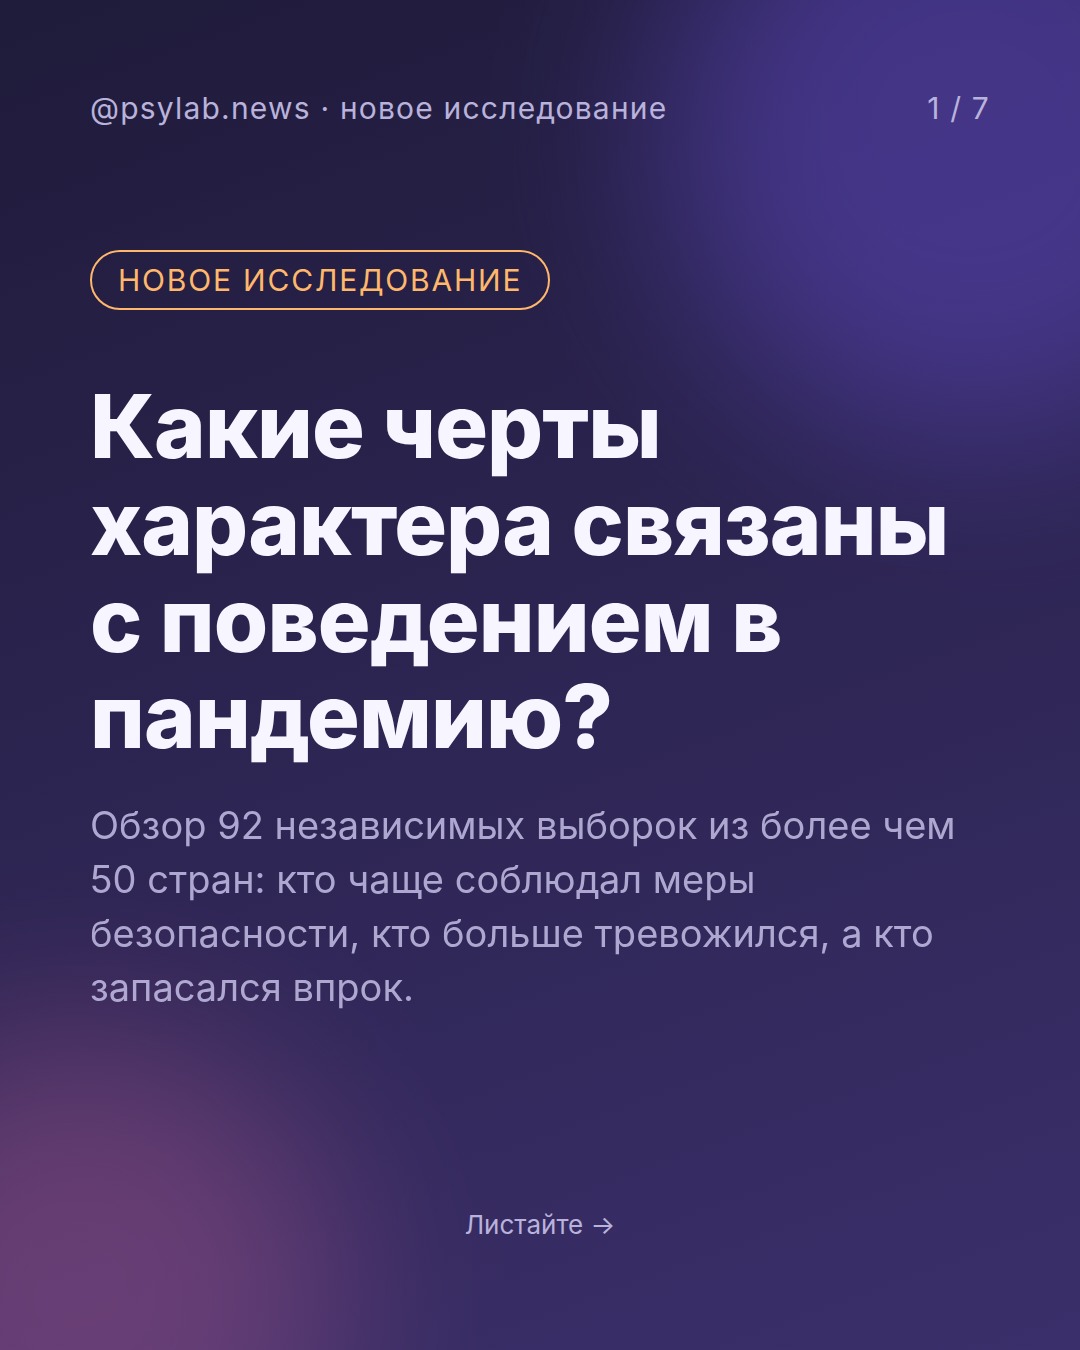 @psylab.news · новое исследование
1 / 7
НОВОЕ ИССЛЕДОВАНИЕ
Какие черты
характера связаны
с поведением в
пандемию?
Обзор 92 независимых выборок из более чем
50 стран: кто чаще соблюдал меры
безопасности, кто больше тревожился, а кто
запасался впрок.
Листайте →